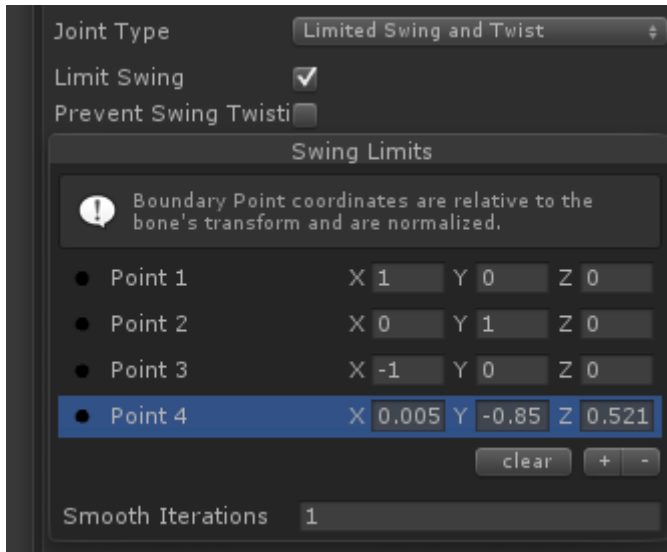 Joint Type Limited Swing and Twist
Limit Swing
Prevent Swing Twisti
Swing Limits
Boundary Point coordinates are relative to the
bone's transform and are normalized.
Point 1 X 1 Y 0 Z 0
Point 2 X 0 Y 1 Z 0
Point 3 X -1 Y 0 Z 0
Point 4 X 0.005 Y -0.85 Z 0.521
clear + -
Smooth Iterations 1